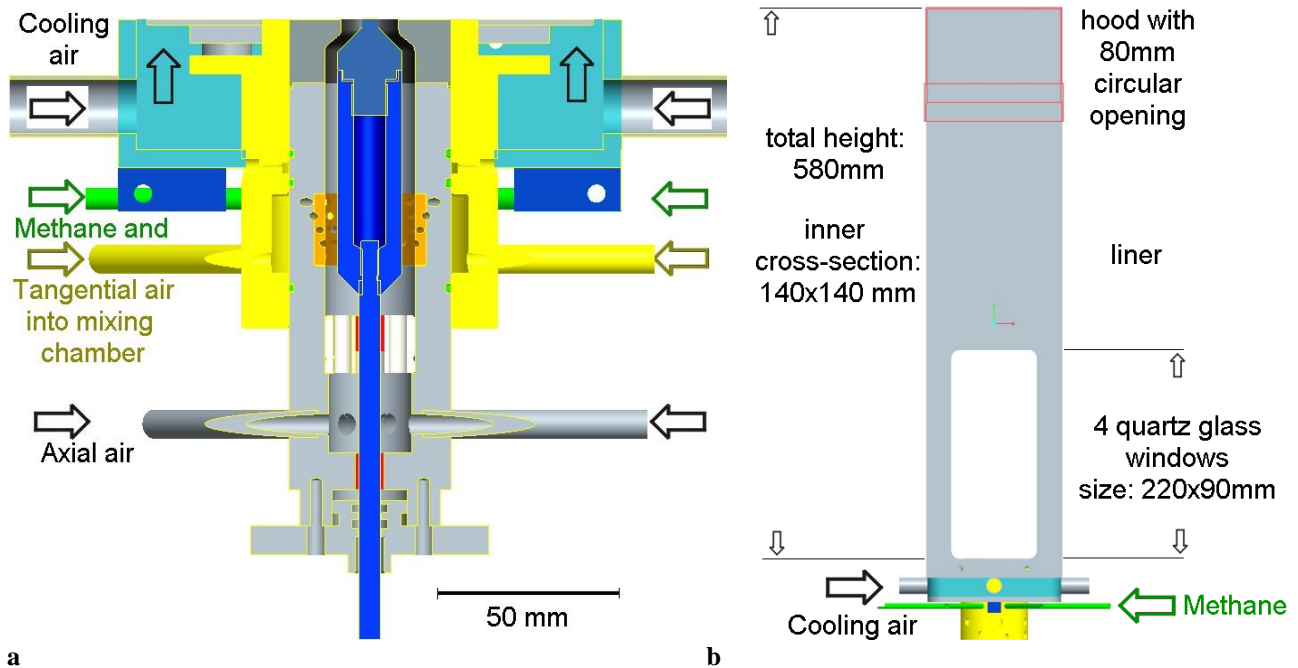 Cooling
air
Methane and
Tangential air
into mixing
chamber
Axial air
50 mm
a
hood with
80mm
circular
opening
total height:
580mm
inner
cross-section:
140x140 mm
liner
4 quartz glass
windows
size: 220x90mm
Cooling air
Methane
b